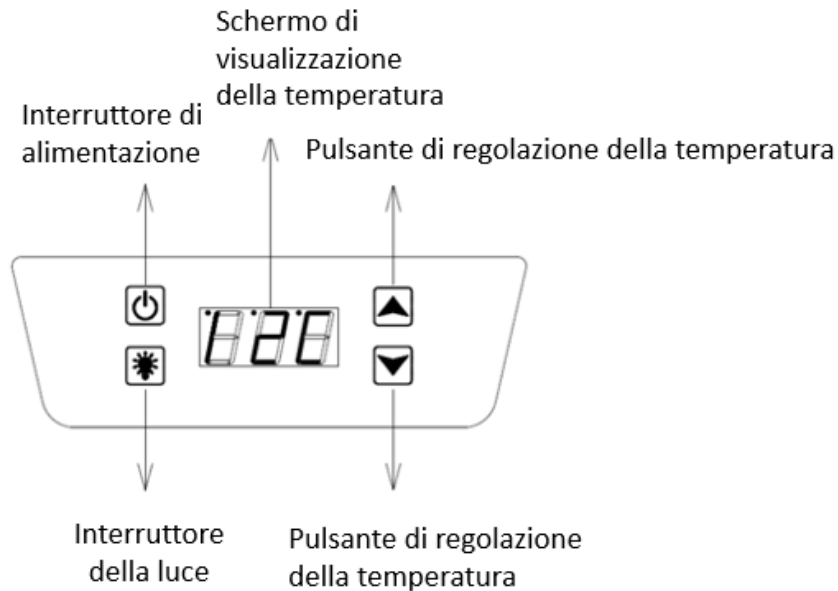 Schermo di
visualizzazione
della temperatura
Interruttore di
alimentazione
Pulsante di regolazione della temperatura
L2C
Interruttore
della luce
Pulsante di regolazione
della temperatura